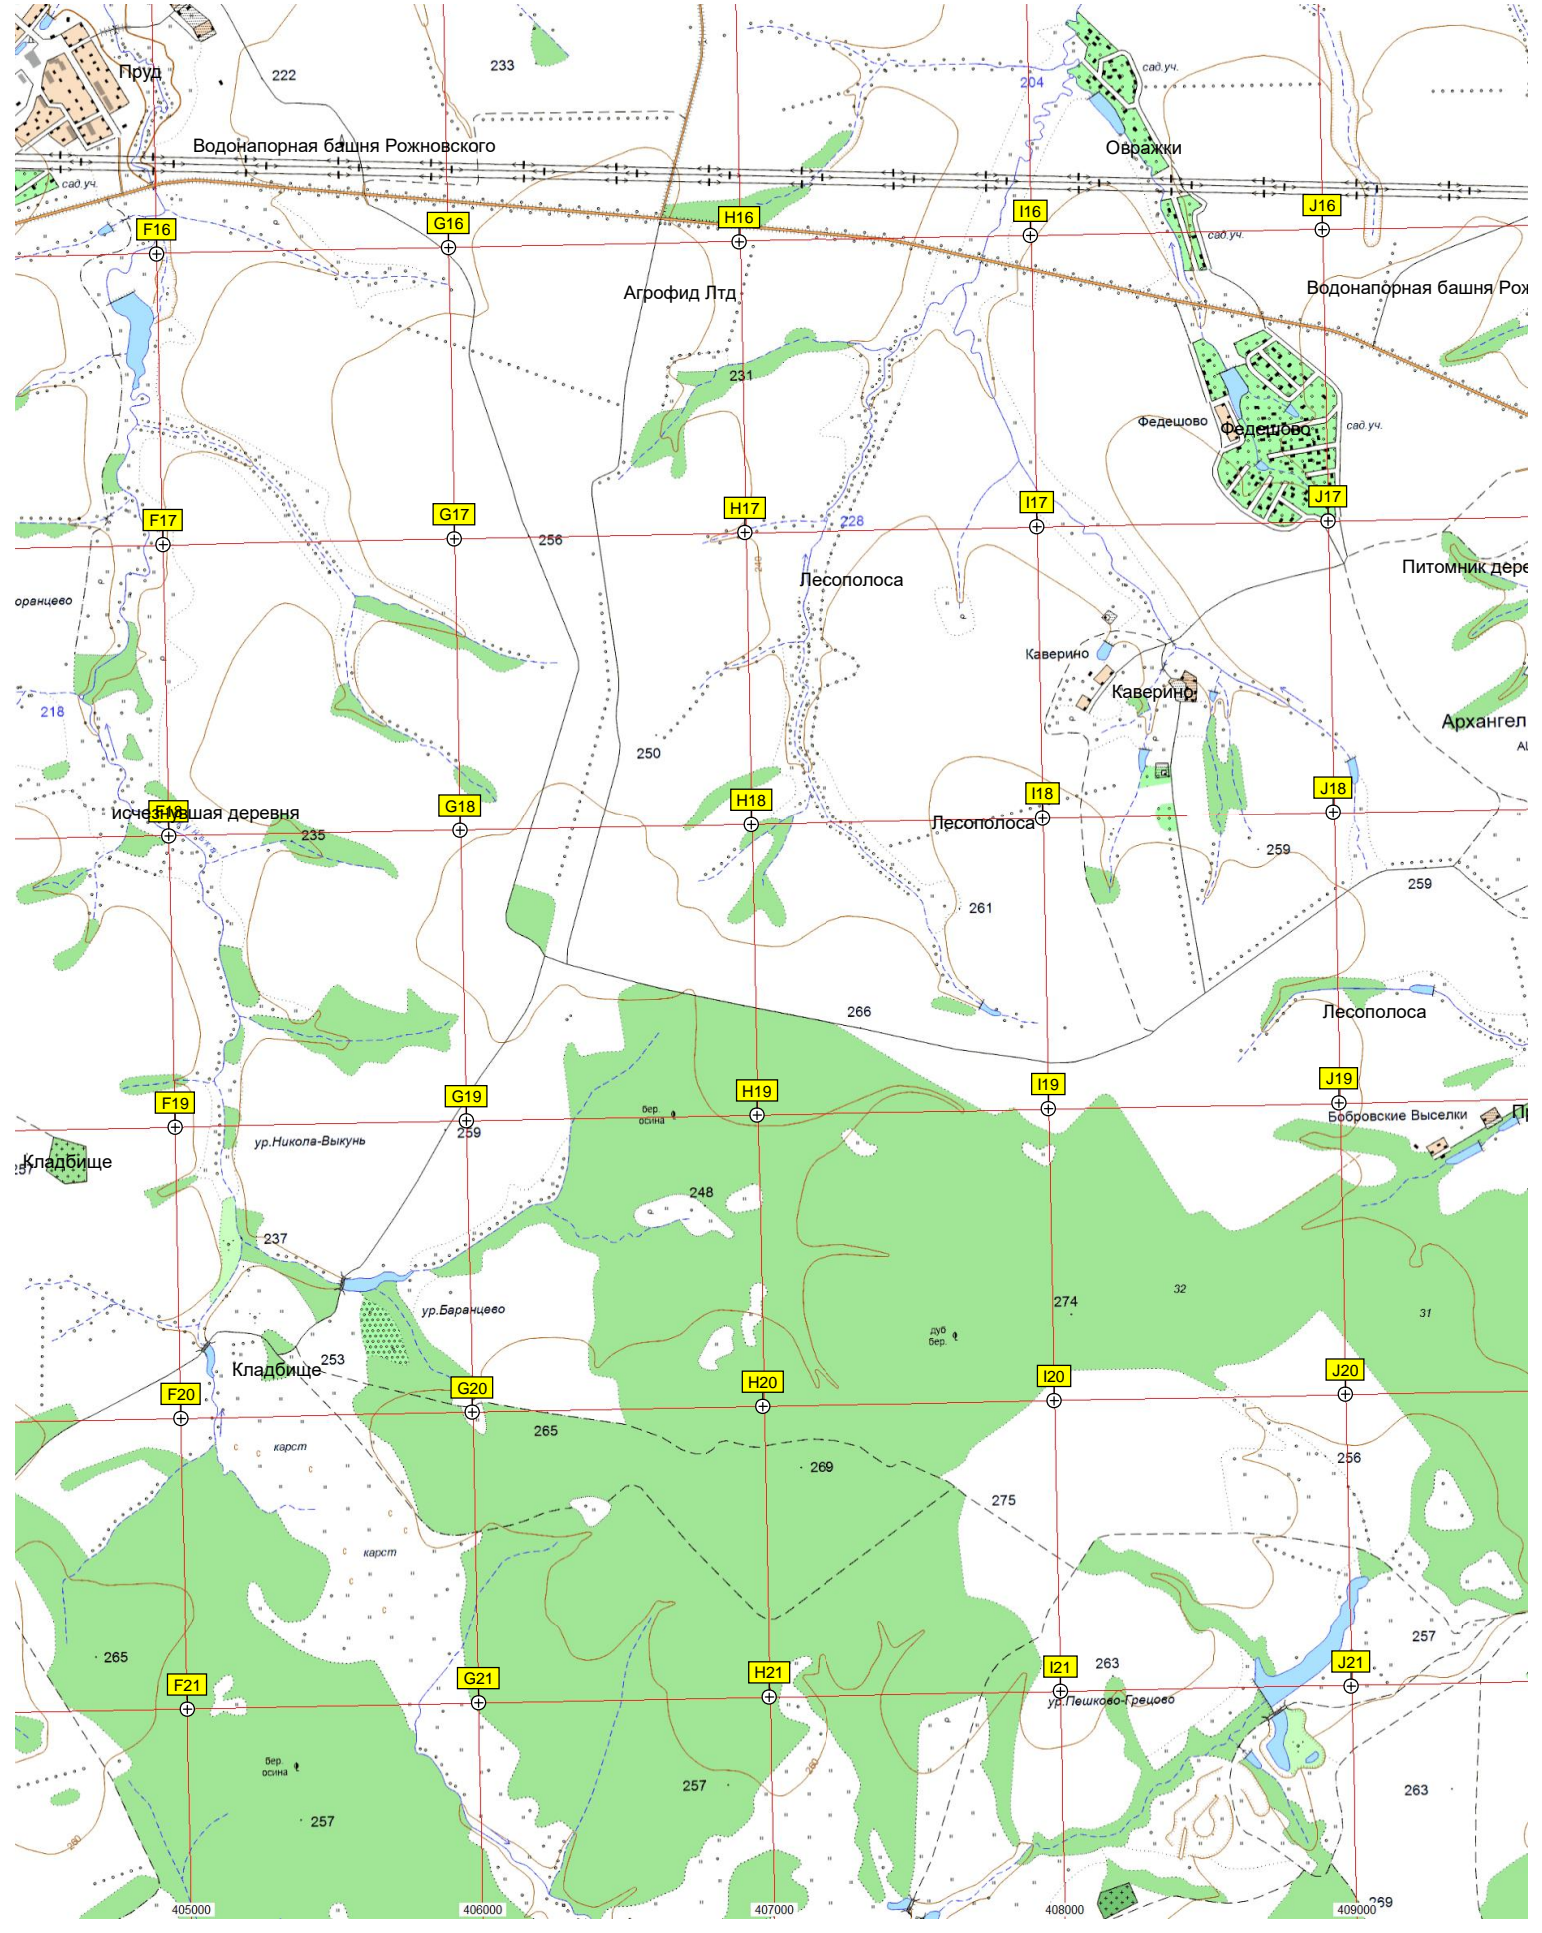 Пруд
222
233
204
сад.уч.
Водонапорная башня Рожновского
Овражки
сад.уч.
F16
G16
H16
I16
J16
сад.уч.
Агрофид Лтд
Водонапорная башня Рож
231
Федешово
Федешово
сад.уч.
F17
G17
H17
I17
J17
256
228
240
Питомник дере
Лесополоса
оранцево
Каверино
Каверино
218
250
Архангел
F18
исчезнувшая деревня
G18
H18
I18
J18
235
Лесополоса
259
259
261
266
Лесополоса
F19
G19
H19
I19
J19
бер.
осина
259
Бобровские Выселки
Пр
ур.Никола-Выкунь
Кладбище
257
248
237
ур.Баранцево
274
32
31
дуб
бер.
253
Кладбище
F20
G20
H20
I20
J20
265
карст
269
256
275
карст
265
257
F21
G21
H21
I21
J21
263
ур.Пешково-Грецово
бер.
осина
257
260
263
257
260
269
405000
406000
407000
408000
409000